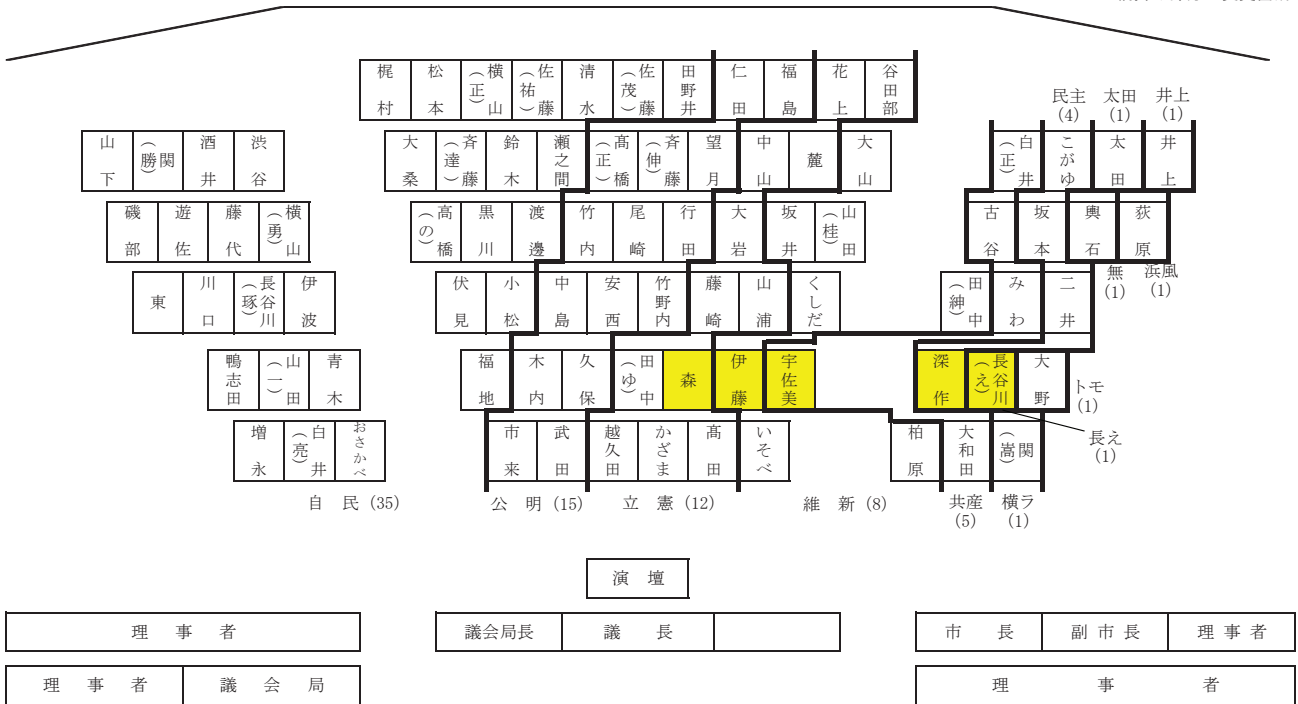 梶村 松本 横山(正) 佐藤(祐) 清水 佐藤(茂) 田野井 仁田 福島 花上 谷田部
民主 太田 井上
(4) (1) (1)
山下 関(勝) 酒井 渋谷 大桑 斉藤(達) 鈴木 瀬之間 髙橋(正) 斉藤(伸) 望月 中山 麓 大山 白井(正) こがゆ 太田 井上
磯部 遊佐 藤代 横山(勇) 高橋(の) 黒川 渡邊 竹内 尾崎 行田 大岩 坂井 山田(桂) 古谷 坂本 輿石 荻原
東 川口 長谷川(琢) 伊波 伏見 小松 中島 安西 竹野内 藤崎 山浦 くしだ 田中(紳) みわ 二井
無 浜風
(1) (1)
鴨志田 山田(一) 青木 福地 木内 久保 田中(ゆ) 森 伊藤 宇佐美 深作 長谷川(え) 大野
トモ
(1)
増永 白井(亮) おさかべ 市来 武田 越久田 かざま 髙田 いそべ 柏原 大和田 関(嵩)
長え
(1)
自民(35) 公明(15) 立憲(12) 維新(8) 共産(5) 横ラ(1)
演壇
理事者 議会局長 議長 市長 副市長 理事者
理事者 議会局 理事者